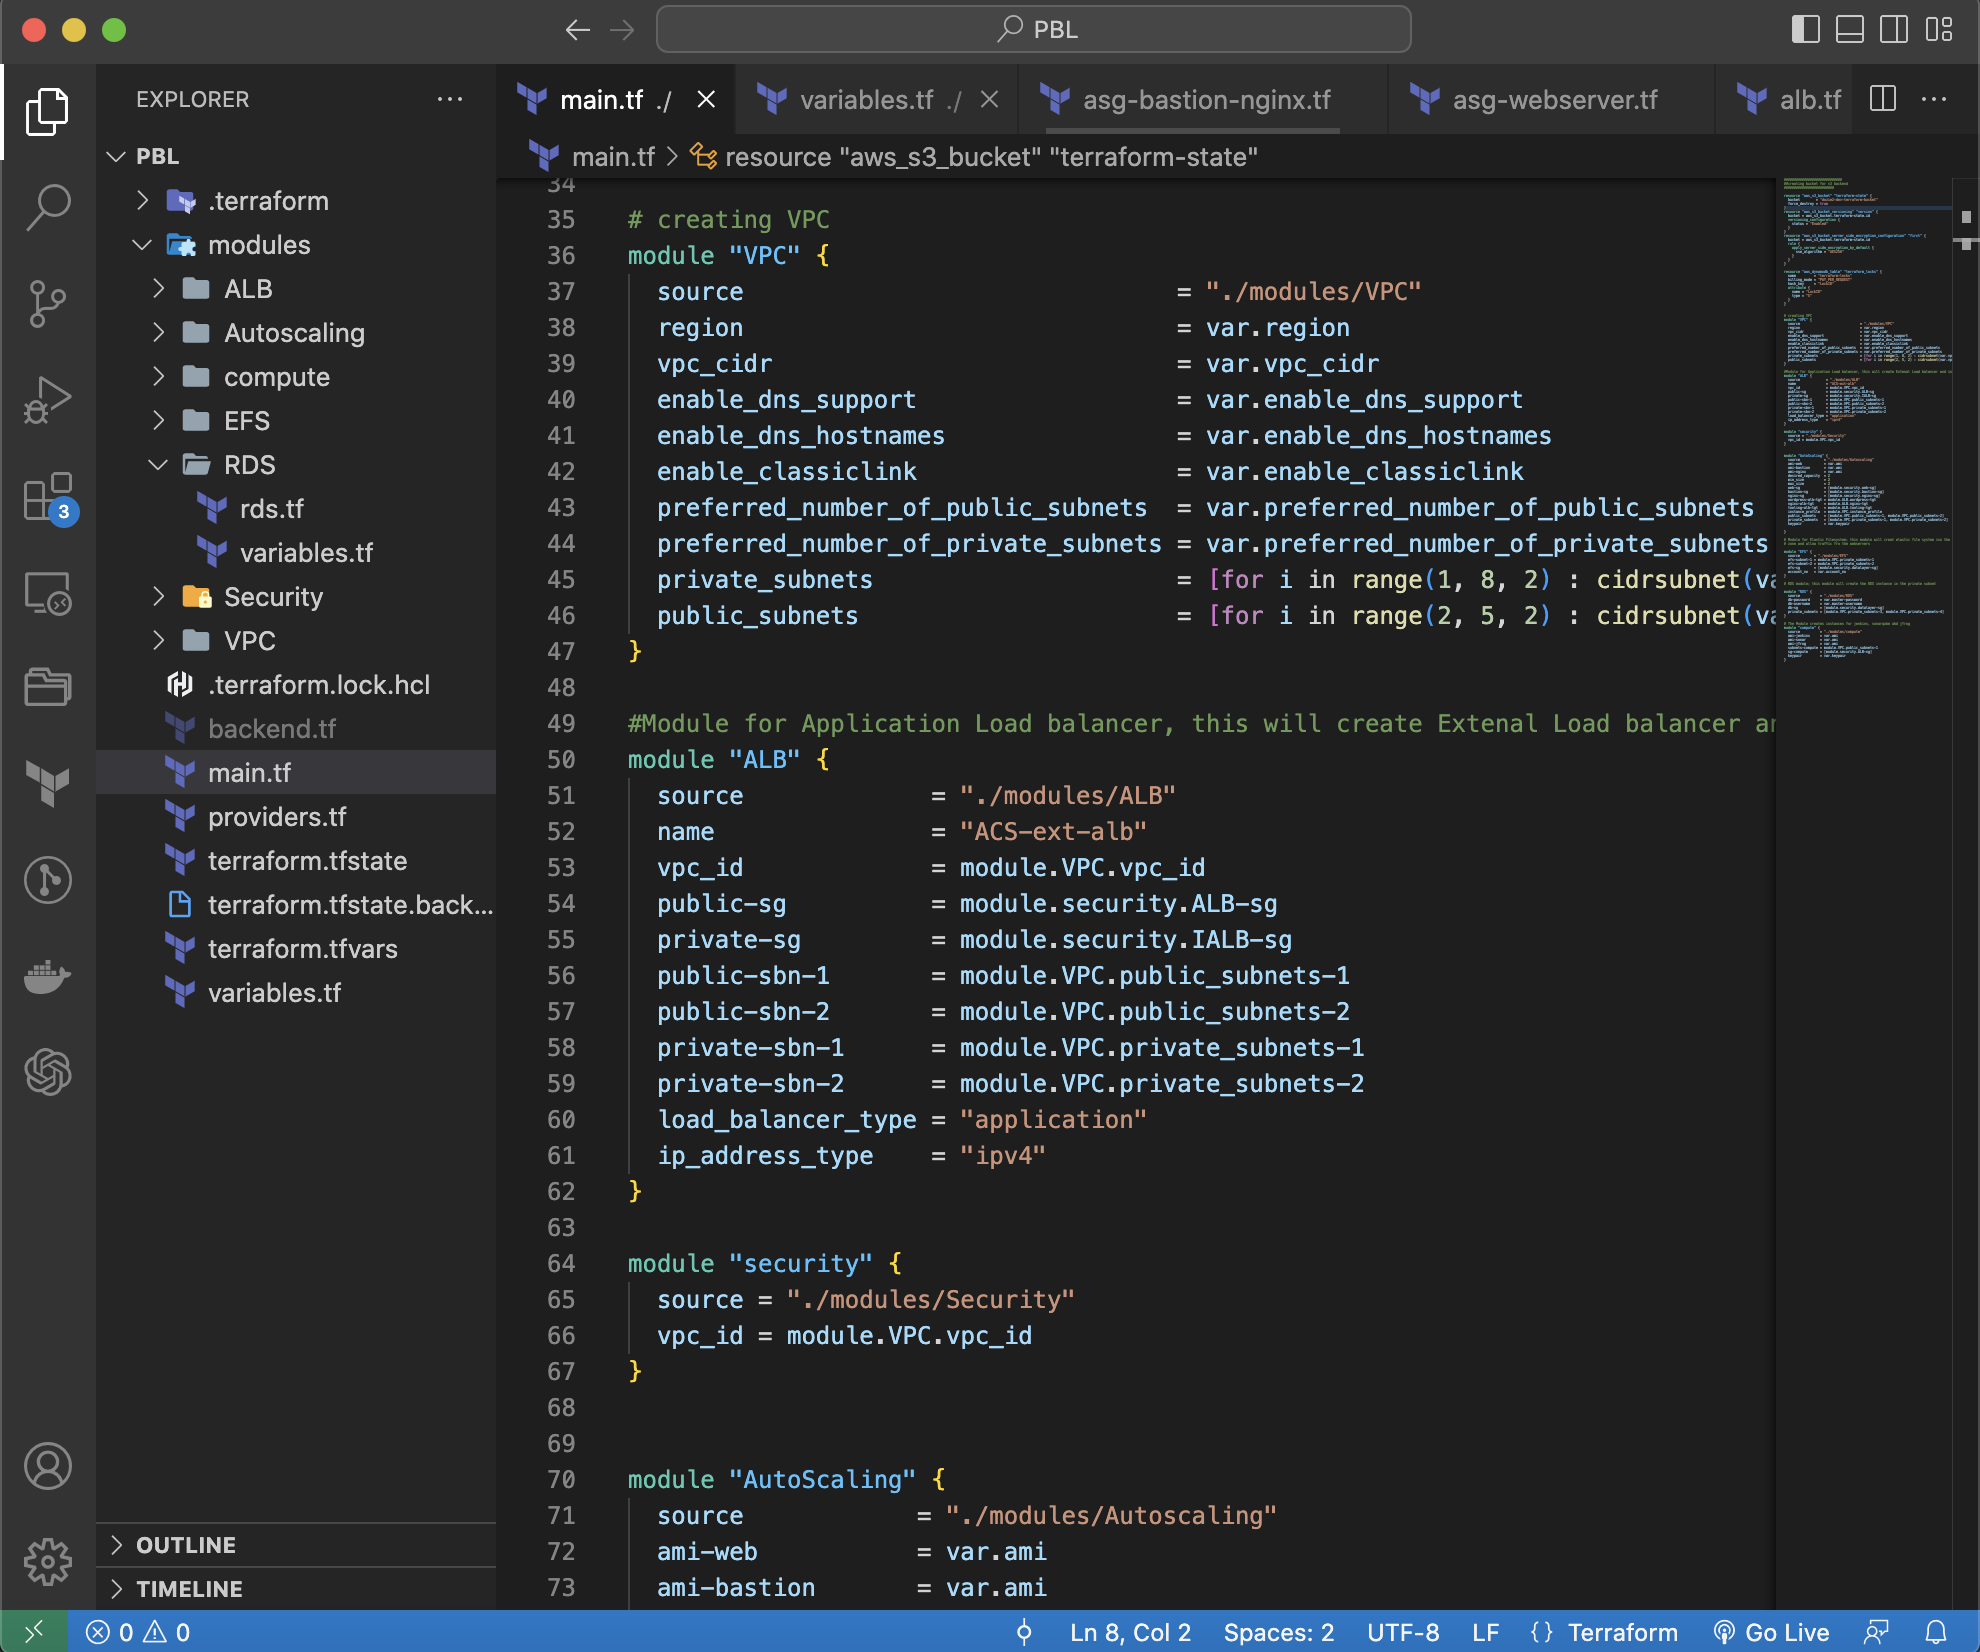 PBL
EXPLORER
main.tf ./
variables.tf ./
asg-bastion-nginx.tf
asg-webserver.tf
alb.tf
main.tf > resource "aws_s3_bucket" "terraform-state"
PBL
.terraform
modules
ALB
Autoscaling
compute
EFS
RDS
rds.tf
variables.tf
Security
VPC
.terraform.lock.hcl
backend.tf
main.tf
providers.tf
terraform.tfstate
terraform.tfstate.back...
terraform.tfvars
variables.tf
OUTLINE
TIMELINE
3
34
35 # creating VPC
36 module "VPC" {
37 source = "./modules/VPC"
38 region = var.region
39 vpc_cidr = var.vpc_cidr
40 enable_dns_support = var.enable_dns_support
41 enable_dns_hostnames = var.enable_dns_hostnames
42 enable_classiclink = var.enable_classiclink
43 preferred_number_of_public_subnets = var.preferred_number_of_public_subnets
44 preferred_number_of_private_subnets = var.preferred_number_of_private_subnets
45 private_subnets = [for i in range(1, 8, 2) : cidrsubnet(va
46 public_subnets = [for i in range(2, 5, 2) : cidrsubnet(va
47 }
48
49 #Module for Application Load balancer, this will create Extenal Load balancer an
50 module "ALB" {
51 source = "./modules/ALB"
52 name = "ACS-ext-alb"
53 vpc_id = module.VPC.vpc_id
54 public-sg = module.security.ALB-sg
55 private-sg = module.security.IALB-sg
56 public-sbn-1 = module.VPC.public_subnets-1
57 public-sbn-2 = module.VPC.public_subnets-2
58 private-sbn-1 = module.VPC.private_subnets-1
59 private-sbn-2 = module.VPC.private_subnets-2
60 load_balancer_type = "application"
61 ip_address_type = "ipv4"
62 }
63
64 module "security" {
65 source = "./modules/Security"
66 vpc_id = module.VPC.vpc_id
67 }
68
69
70 module "AutoScaling" {
71 source = "./modules/Autoscaling"
72 ami-web = var.ami
73 ami-bastion = var.ami
0 0
Ln 8, Col 2 Spaces: 2 UTF-8 LF {} Terraform Go Live